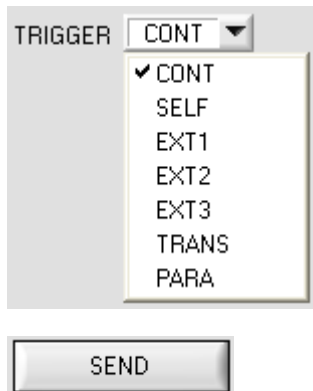 TRIGGER CONT
CONT
SELF
EXT1
EXT2
EXT3
TRANS
PARA
SEND